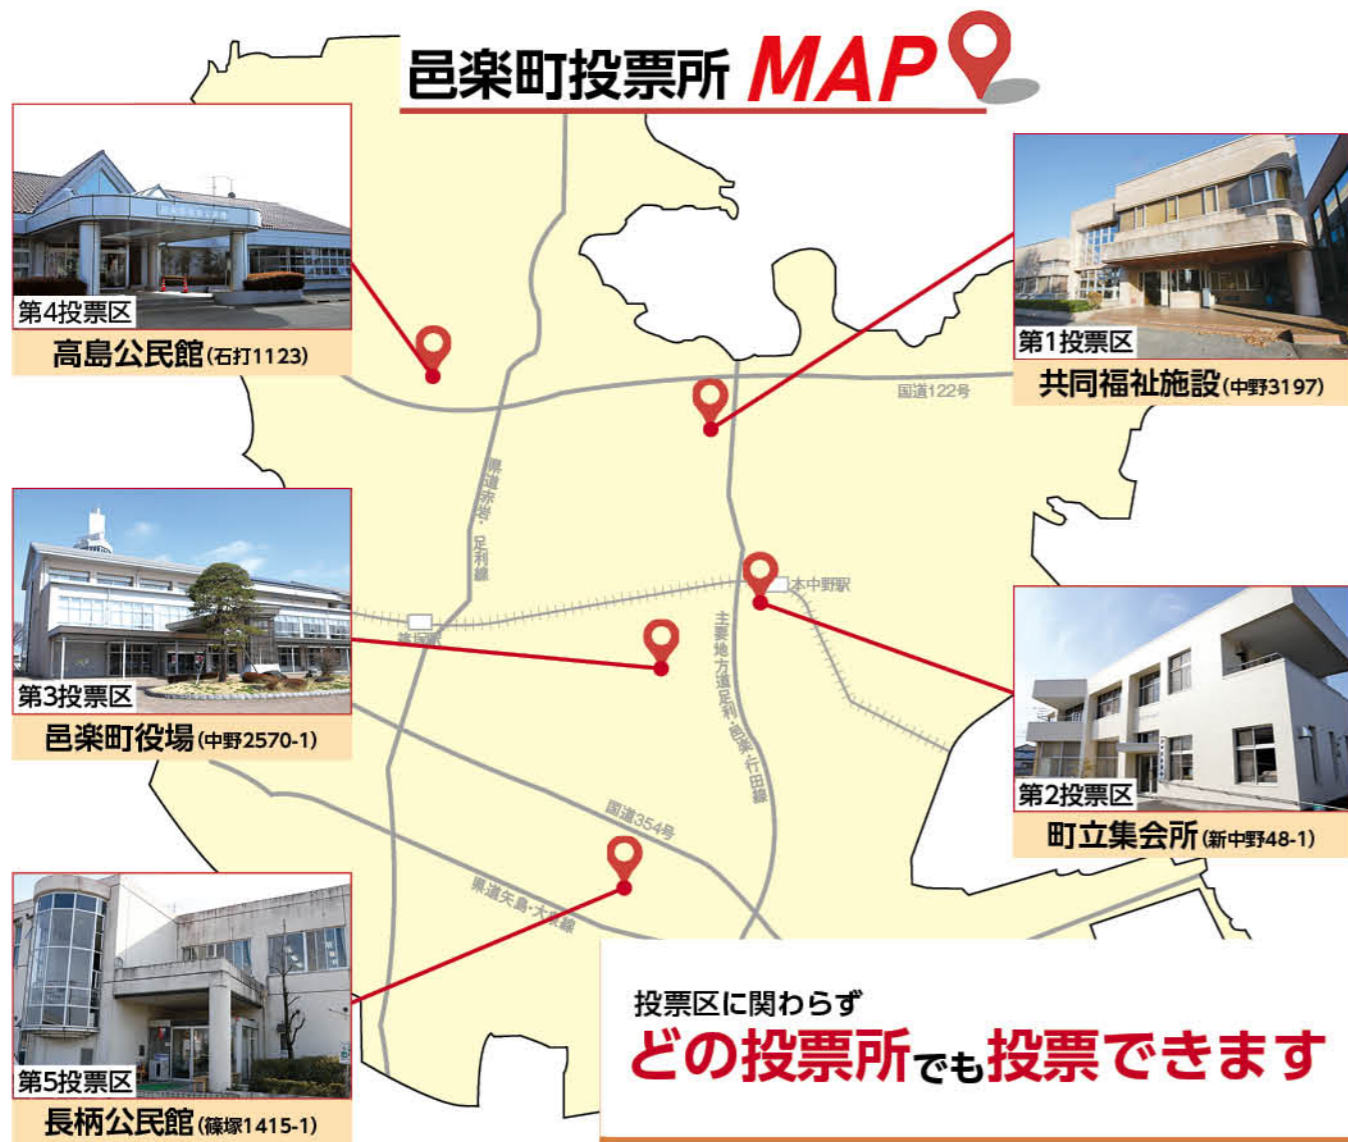 邑楽町投票所 MAP
第4投票区
高島公民館(石打1123)
第1投票区
共同福祉施設(中野3197)
国道122号
県道赤岩・足利線
本中野駅
主要地方道足利・邑楽・行田線
第3投票区
邑楽町役場(中野2570-1)
第2投票区
町立集会所(新中野48-1)
国道354号
県道矢島・大泉線
第5投票区
長柄公民館(篠塚1415-1)
投票区に関わらず
どの投票所でも投票できます